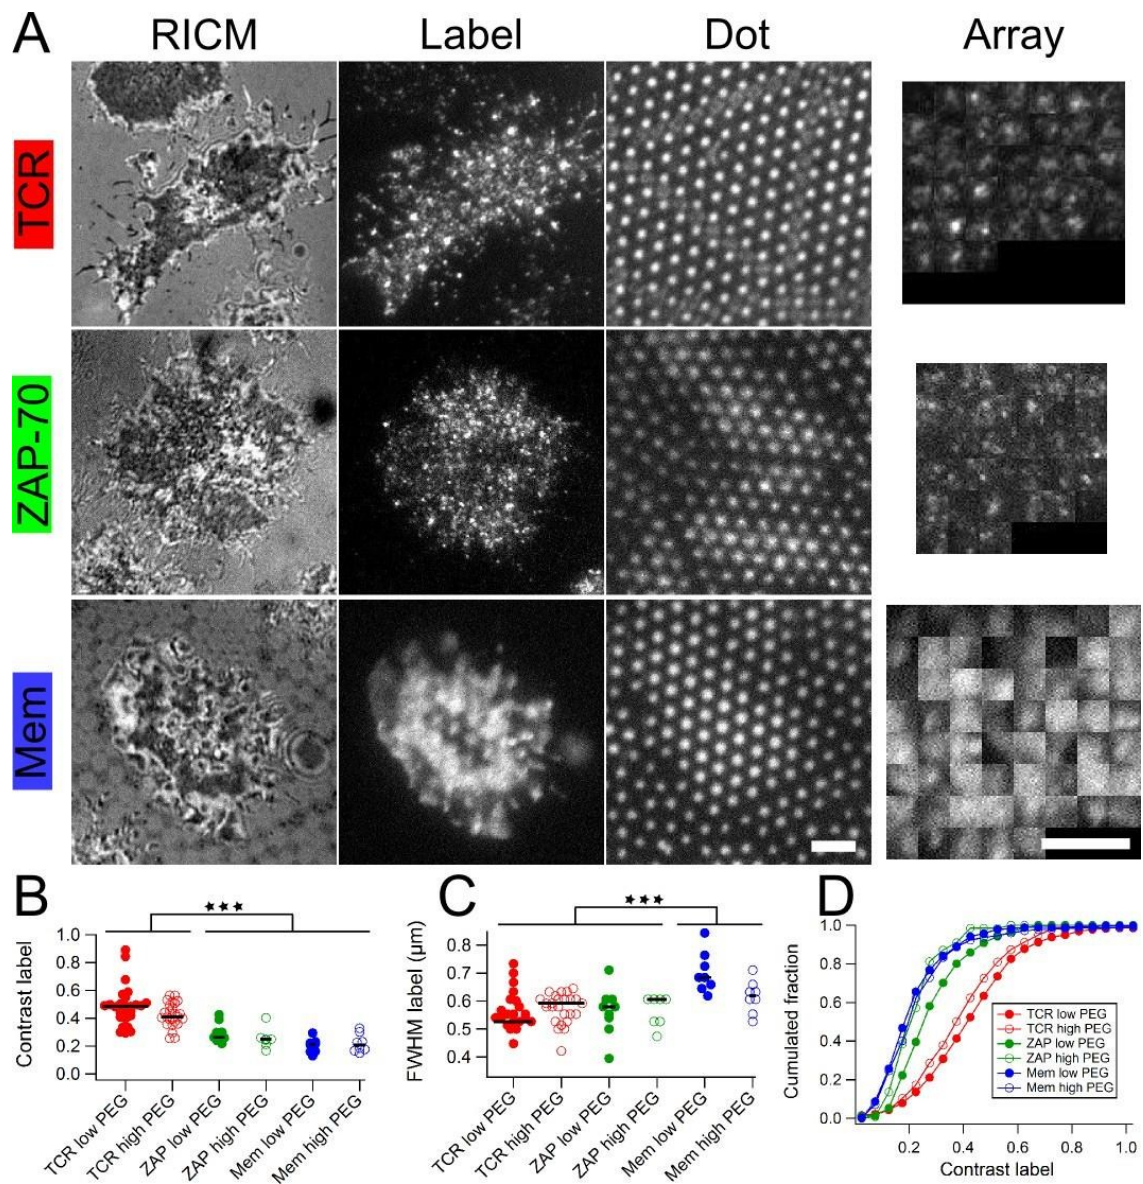 A
RICM
Label
Dot
Array
TCR
ZAP-70
Mem
B
★★★
Contrast label
1.0
0.8
0.6
0.4
0.2
0.0
TCR low PEG
TCR high PEG
ZAP low PEG
ZAP high PEG
Mem low PEG
Mem high PEG
C
★★★
FWHM label (µm)
0.8
0.7
0.6
0.5
0.4
TCR low PEG
TCR high PEG
ZAP low PEG
ZAP high PEG
Mem low PEG
Mem high PEG
D
Cumulated fraction
1.0
0.8
0.6
0.4
0.2
0.0
TCR low PEG
TCR high PEG
ZAP low PEG
ZAP high PEG
Mem low PEG
Mem high PEG
0.2 0.4 0.6 0.8 1.0
Contrast label